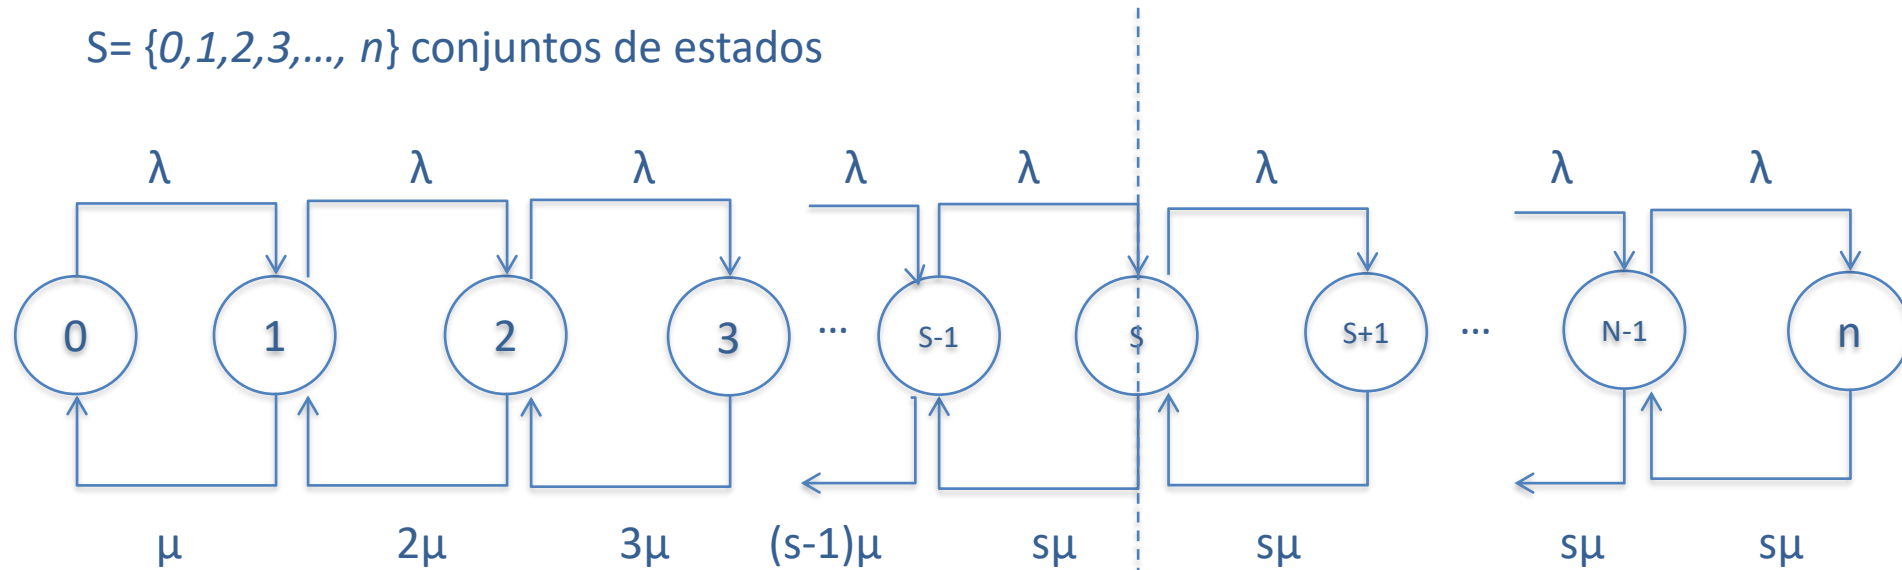 S= {0,1,2,3,..., n} conjuntos de estados
λ λ λ λ λ λ λ λ
0 1 2 3 ... S-1 S S+1 ... N-1 n
μ 2μ 3μ (s-1)μ sμ sμ sμ sμ